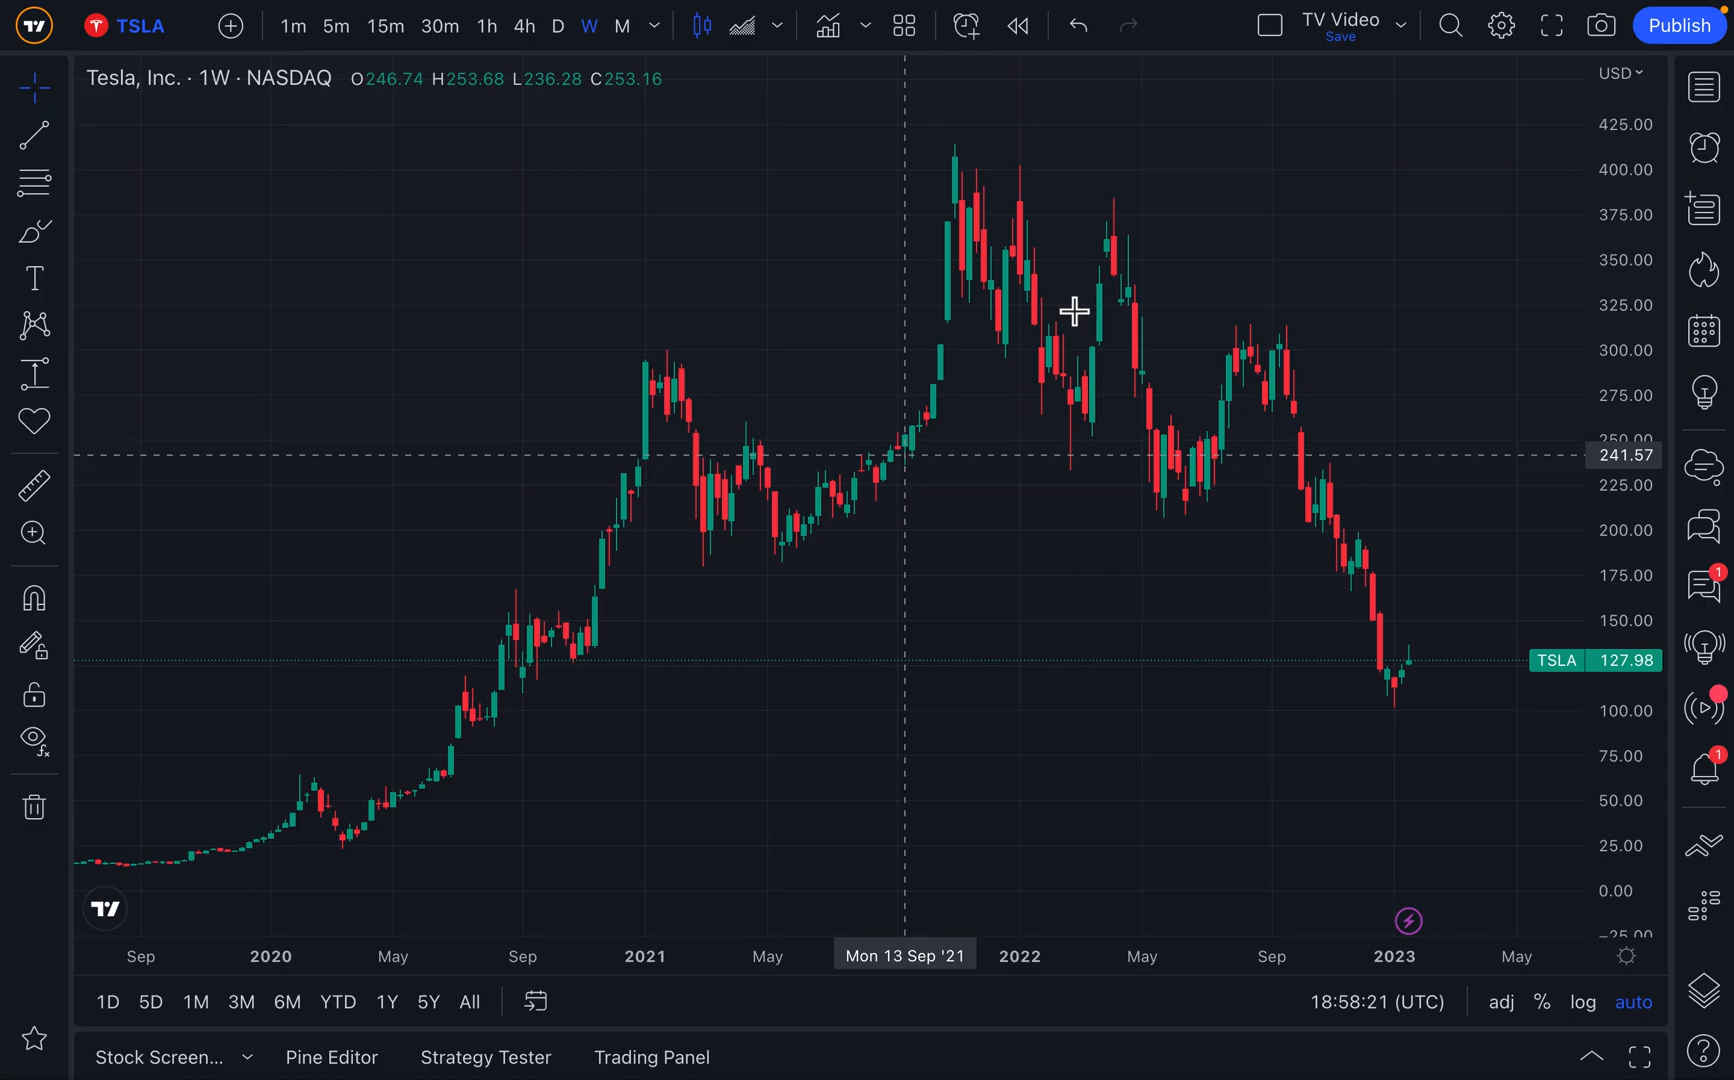 TSLA
1m 5m 15m 30m 1h 4h D W M
TV Video
Save
Publish
Tesla, Inc. · 1W · NASDAQ O246.74 H253.68 L236.28 C253.16
USD
425.00
400.00
375.00
350.00
325.00
300.00
275.00
250.00
241.57
225.00
200.00
175.00
150.00
TSLA 127.98
100.00
75.00
50.00
25.00
0.00
−25.00
1
1
Sep 2020 May Sep 2021 May Mon 13 Sep '21 2022 May Sep 2023 May
1D 5D 1M 3M 6M YTD 1Y 5Y All
18:58:21 (UTC) adj % log auto
Stock Screen... Pine Editor Strategy Tester Trading Panel